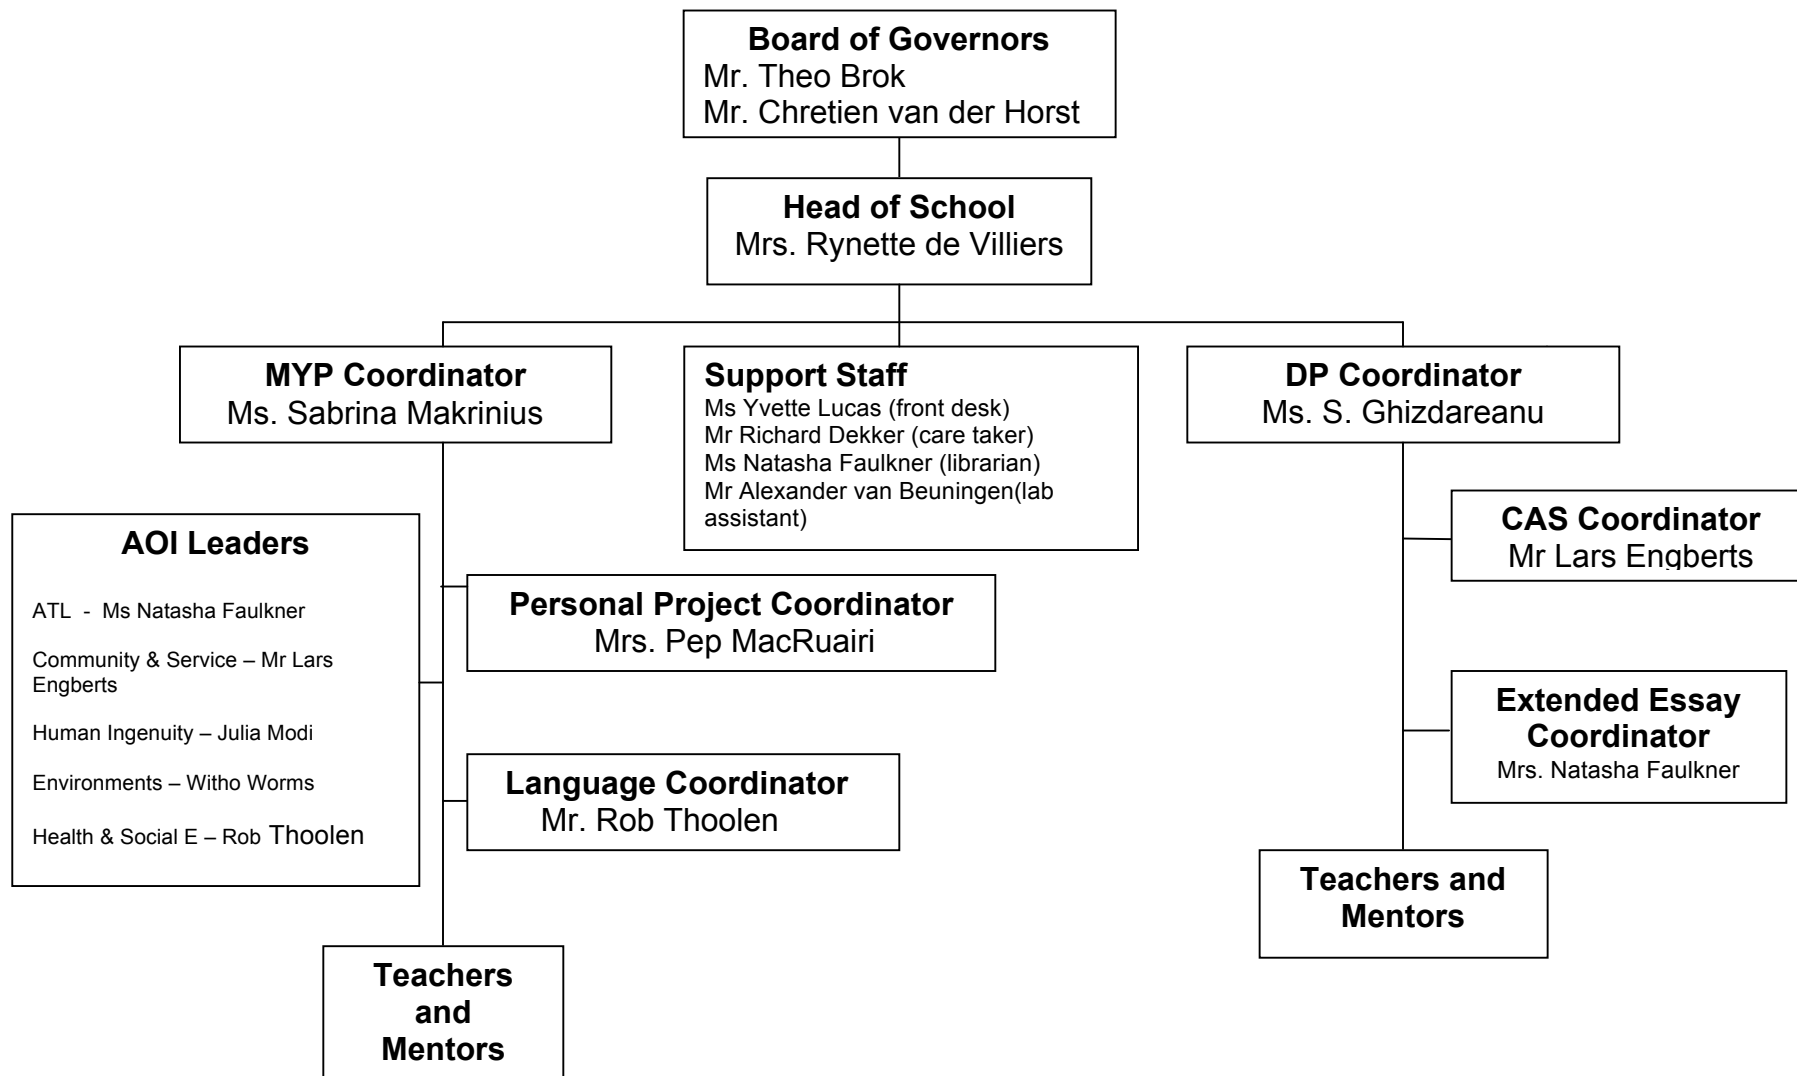 Board of Governors
Mr. Theo Brok
Mr. Chretien van der Horst
Head of School
Mrs. Rynette de Villiers
MYP Coordinator
Ms. Sabrina Makrinius
Support Staff
Ms Yvette Lucas (front desk)
Mr Richard Dekker (care taker)
Ms Natasha Faulkner (librarian)
Mr Alexander van Beuningen(lab
assistant)
DP Coordinator
Ms. S. Ghizdareanu
AOI Leaders
ATL - Ms Natasha Faulkner
Community & Service – Mr Lars
Engberts
Human Ingenuity – Julia Modi
Environments – Witho Worms
Health & Social E – Rob Thoolen
Personal Project Coordinator
Mrs. Pep MacRuairi
Language Coordinator
Mr. Rob Thoolen
Teachers
and
Mentors
CAS Coordinator
Mr Lars Engberts
Extended Essay
Coordinator
Mrs. Natasha Faulkner
Teachers and
Mentors